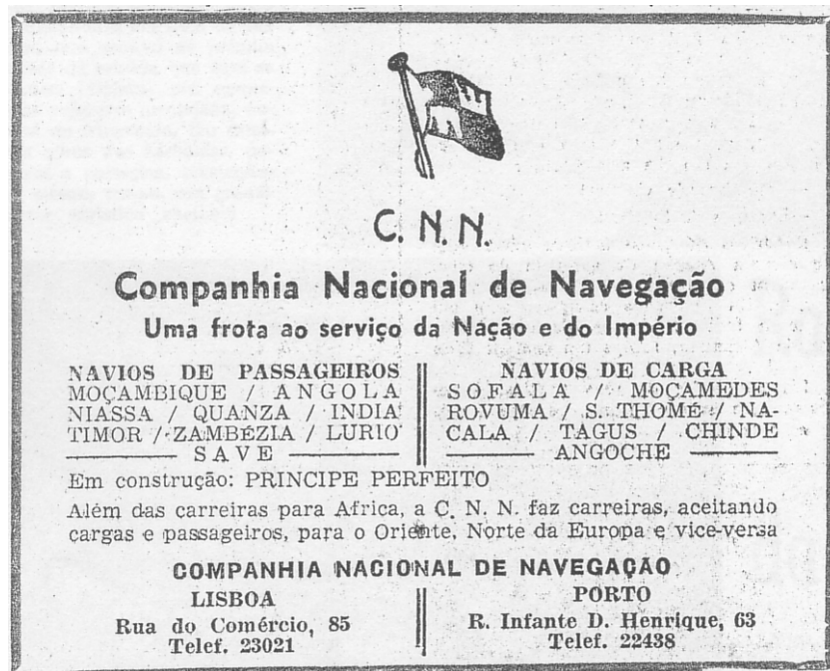 C. N. N.
Companhia Nacional de Navegação
Uma frota ao serviço da Nação e do Império
NAVIOS DE PASSAGEIROS
MOÇAMBIQUE / ANGOLA
NIASSA / QUANZA / INDIA
TIMOR / ZAMBÉZIA / LURIO
SAVE
NAVIOS DE CARGA
SOFALA / MOÇAMEDES
ROVUMA / S. THOMÉ / NA-
CALA / TAGUS / CHINDE
ANGOCHE
Em construção: PRINCIPE PERFEITO
Além das carreiras para Africa, a C. N. N. faz carreiras, aceitando
cargas e passageiros, para o Oriente, Norte da Europa e vice-versa
COMPANHIA NACIONAL DE NAVEGAÇÃO
LISBOA
Rua do Comércio, 85
Telef. 23021
PORTO
R. Infante D. Henrique, 63
Telef. 22438